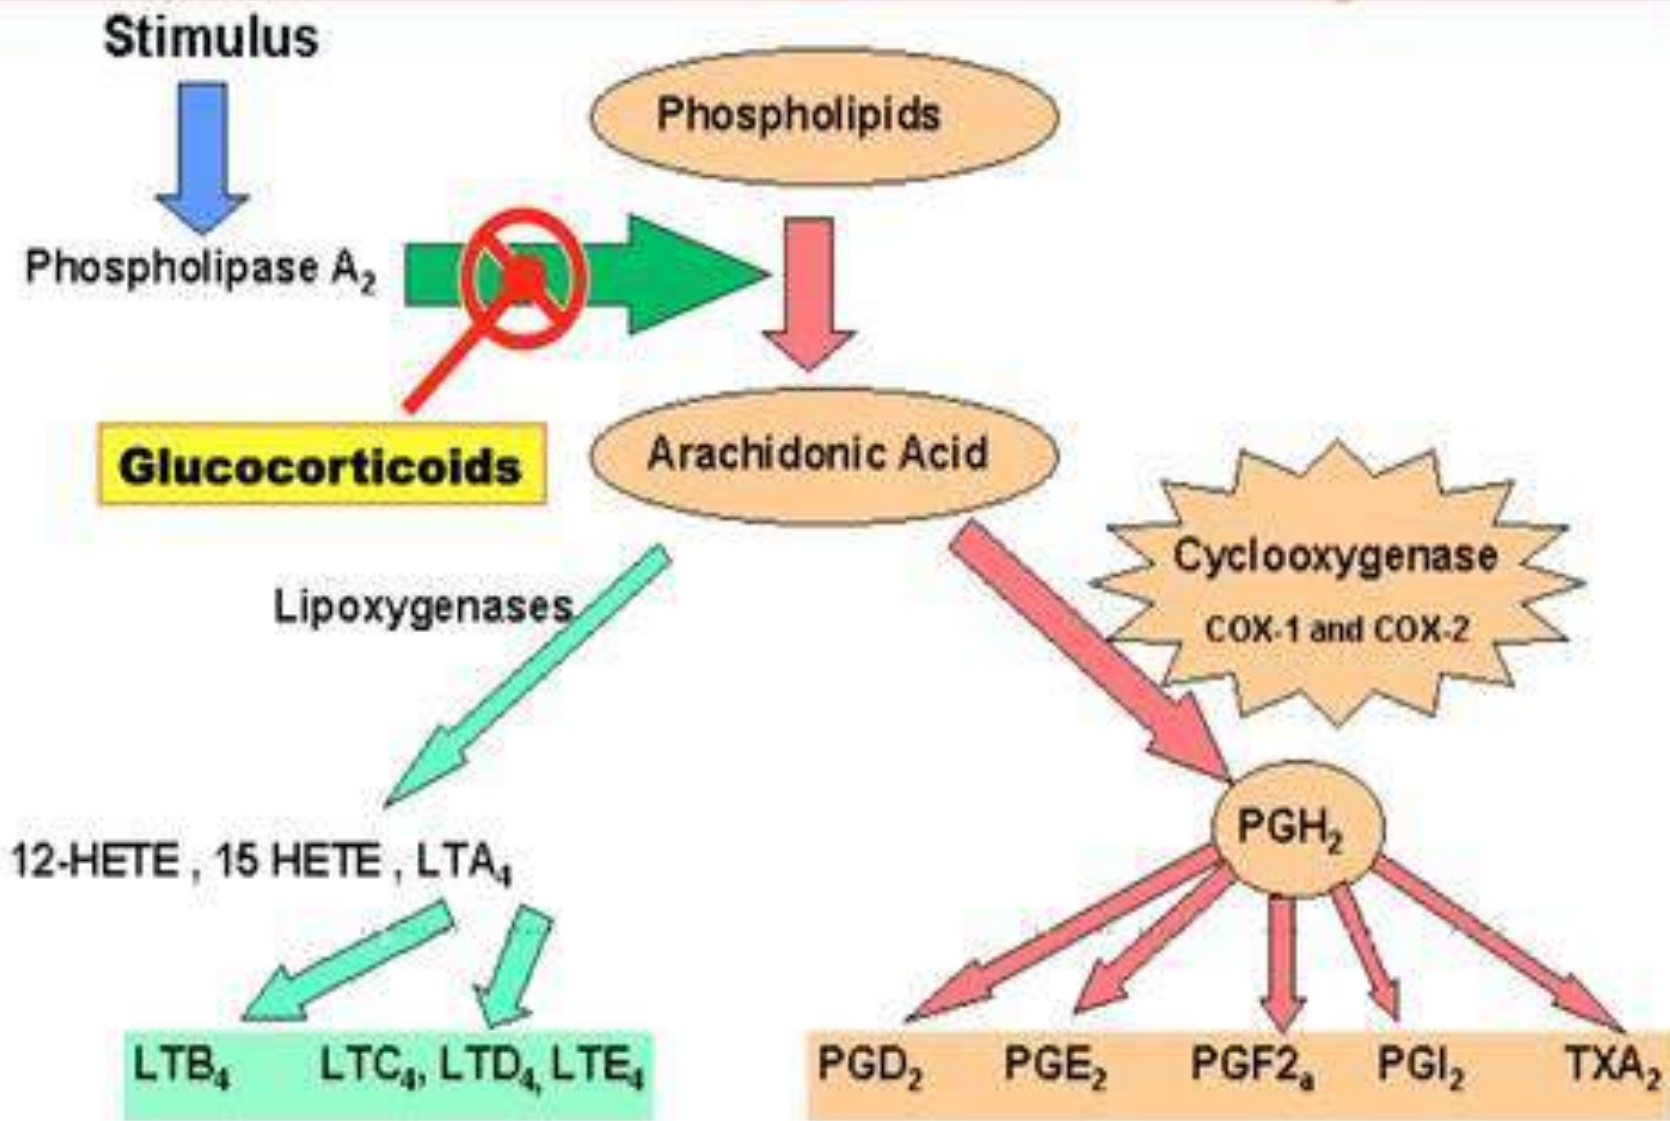 Stimulus
Phospholipids
Phospholipase A₂
Glucocorticoids
Arachidonic Acid
Cyclooxygenase
COX-1 and COX-2
Lipoxygenases
PGH₂
12-HETE , 15 HETE , LTA₄
LTB₄ LTC₄, LTD₄, LTE₄
PGD₂ PGE₂ PGF2ₐ PGI₂ TXA₂